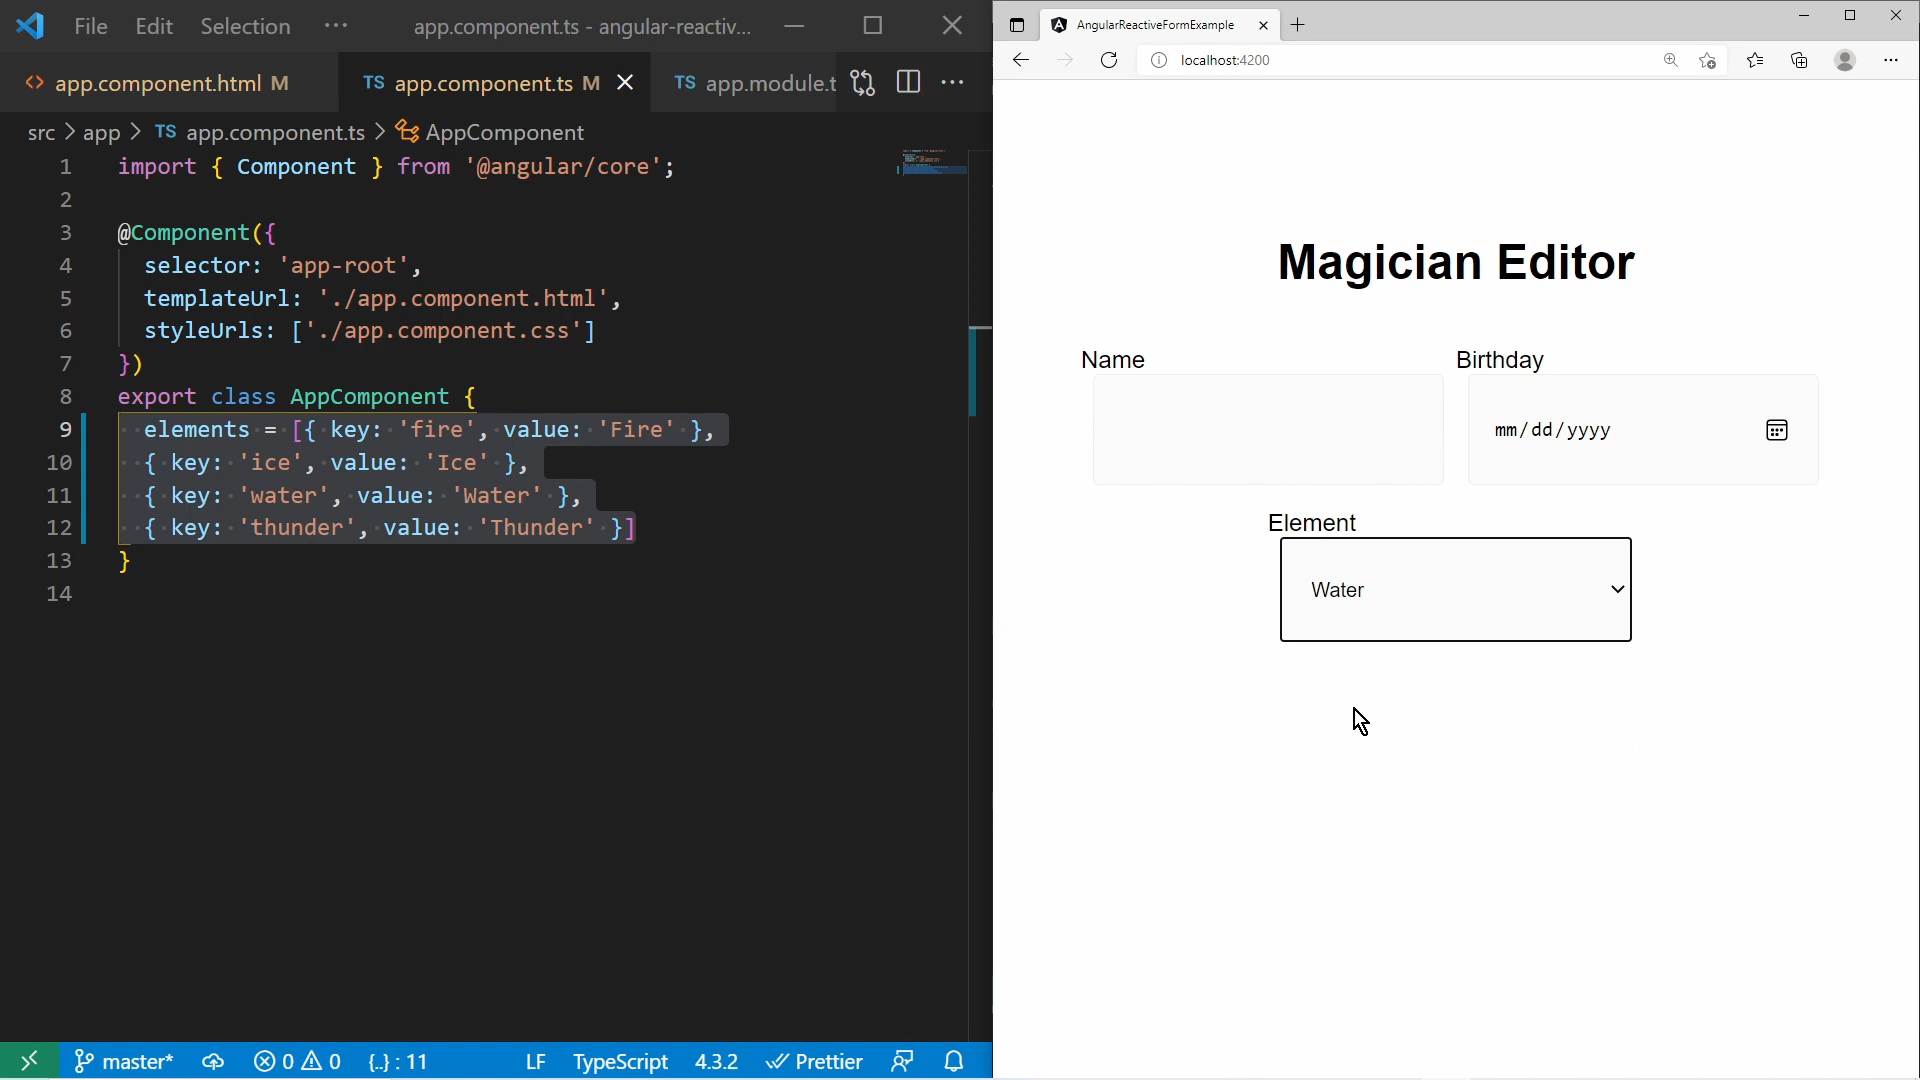 File Edit Selection ··· app.component.ts - angular-reactiv...
<> app.component.html M TS app.component.ts M TS app.module.t ···
src > app > TS app.component.ts > AppComponent
1 import { Component } from '@angular/core';
2
3 @Component({
4 selector: 'app-root',
5 templateUrl: './app.component.html',
6 styleUrls: ['./app.component.css']
7 })
8 export class AppComponent {
9 elements = [{ key: 'fire', value: 'Fire' },
10 { key: 'ice', value: 'Ice' },
11 { key: 'water', value: 'Water' },
12 { key: 'thunder', value: 'Thunder' }]
13 }
14
master* 0 0 {..} : 11 LF TypeScript 4.3.2 Prettier
AngularReactiveFormExample
localhost:4200
Magician Editor
Name Birthday
mm/dd/yyyy
Element
Water